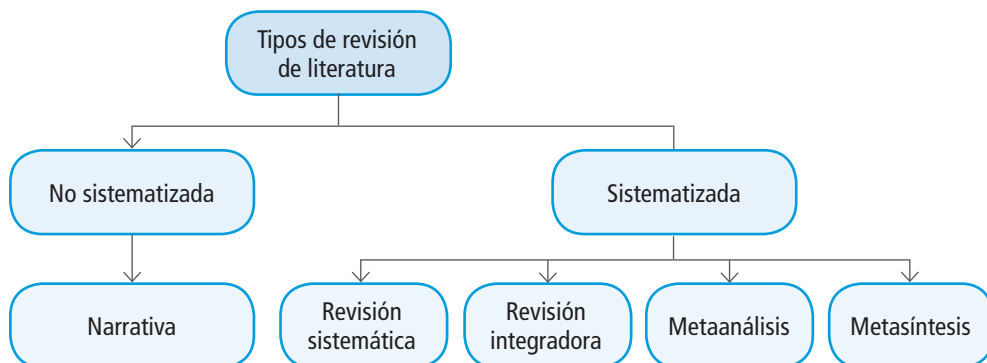 Tipos de revisión
de literatura
No sistematizada
Sistematizada
Narrativa
Revisión
sistemática
Revisión
integradora
Metaanálisis
Metasíntesis